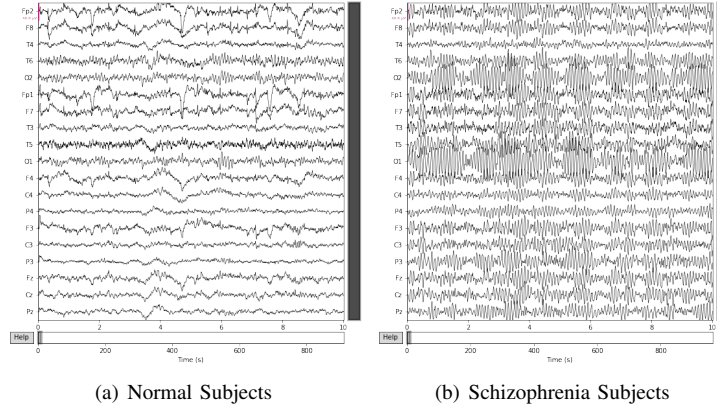 Fp2
F8
T4
T6
O2
Fp1
F7
T3
T5
O1
F4
C4
P4
F3
C3
P3
Fz
Cz
Pz
0 2 4 6 8 10
Help
0 200 400 600 800
Time (s)
(a) Normal Subjects
Fp2
F8
T4
T6
O2
Fp1
F7
T3
T5
O1
F4
C4
P4
F3
C3
P3
Fz
Cz
Pz
0 2 4 6 8 10
Help
0 200 400 600 800
Time (s)
(b) Schizophrenia Subjects